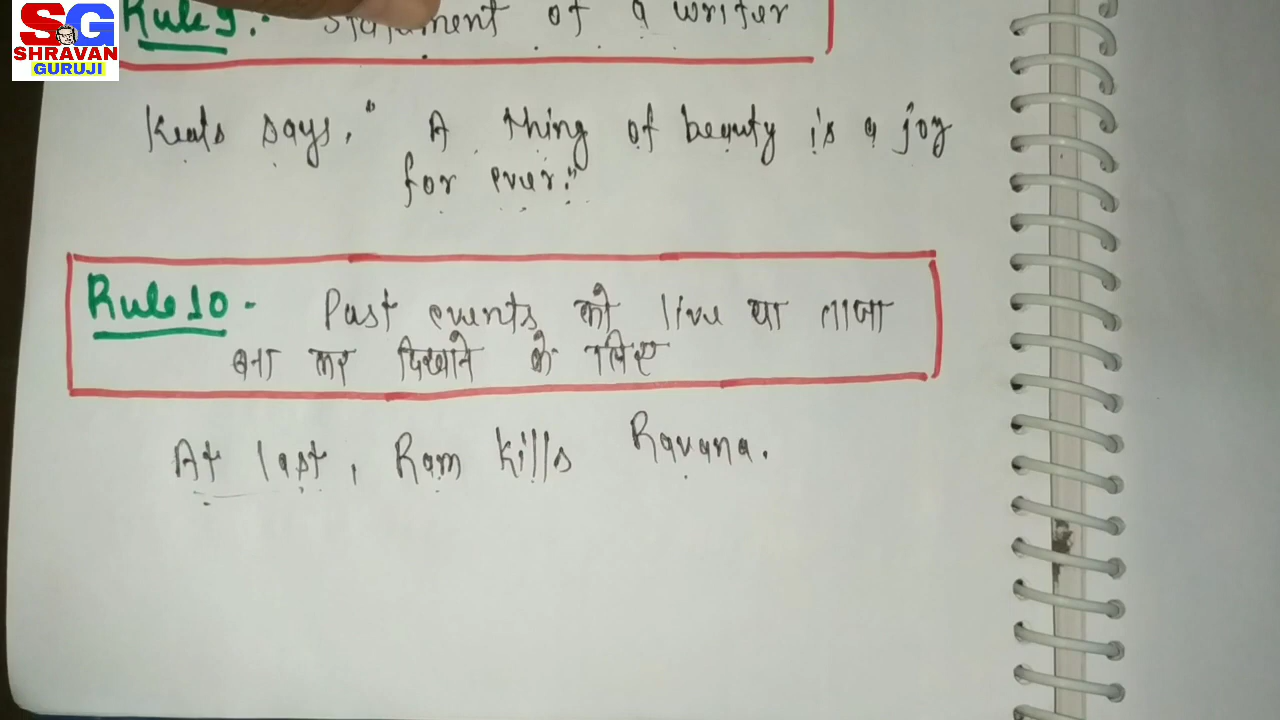 SG
SHRAVAN
GURUJI
Rule 9: Statement of a writer
Keats says, " A thing of beauty is a joy
for ever."
Rule 10 - Past events को live या ताजा
बना कर दिखाने के लिए
At last, Ram kills Ravana.